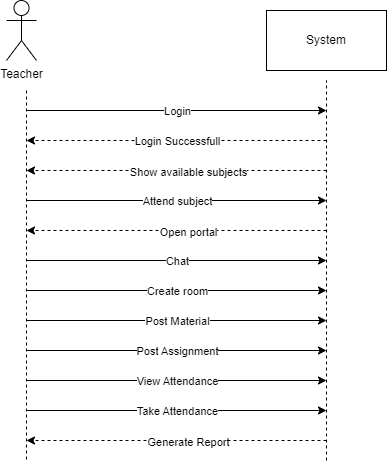 System
Teacher
Login
Login Successfull
Show available subjects
Attend subject
Open portal
Chat
Create room
Post Material
Post Assignment
View Attendance
Take Attendance
Generate Report